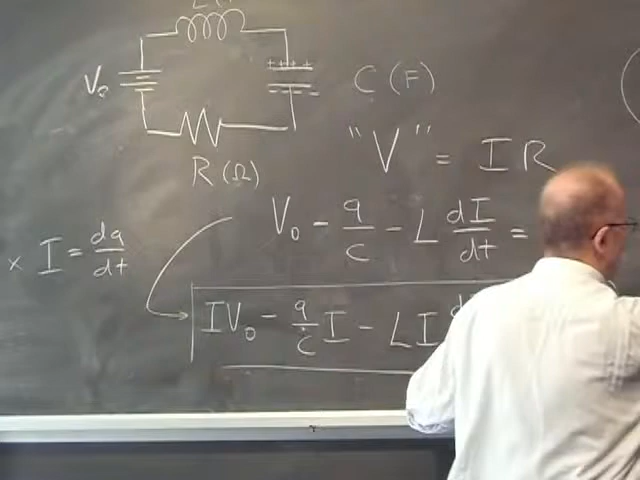 L (
V₀
+ + + +
C (F)
R (Ω)
"V" = IR
V₀ - q/C - L dI/dt =
× I = dq/dt
IV₀ - q/C I - LI d